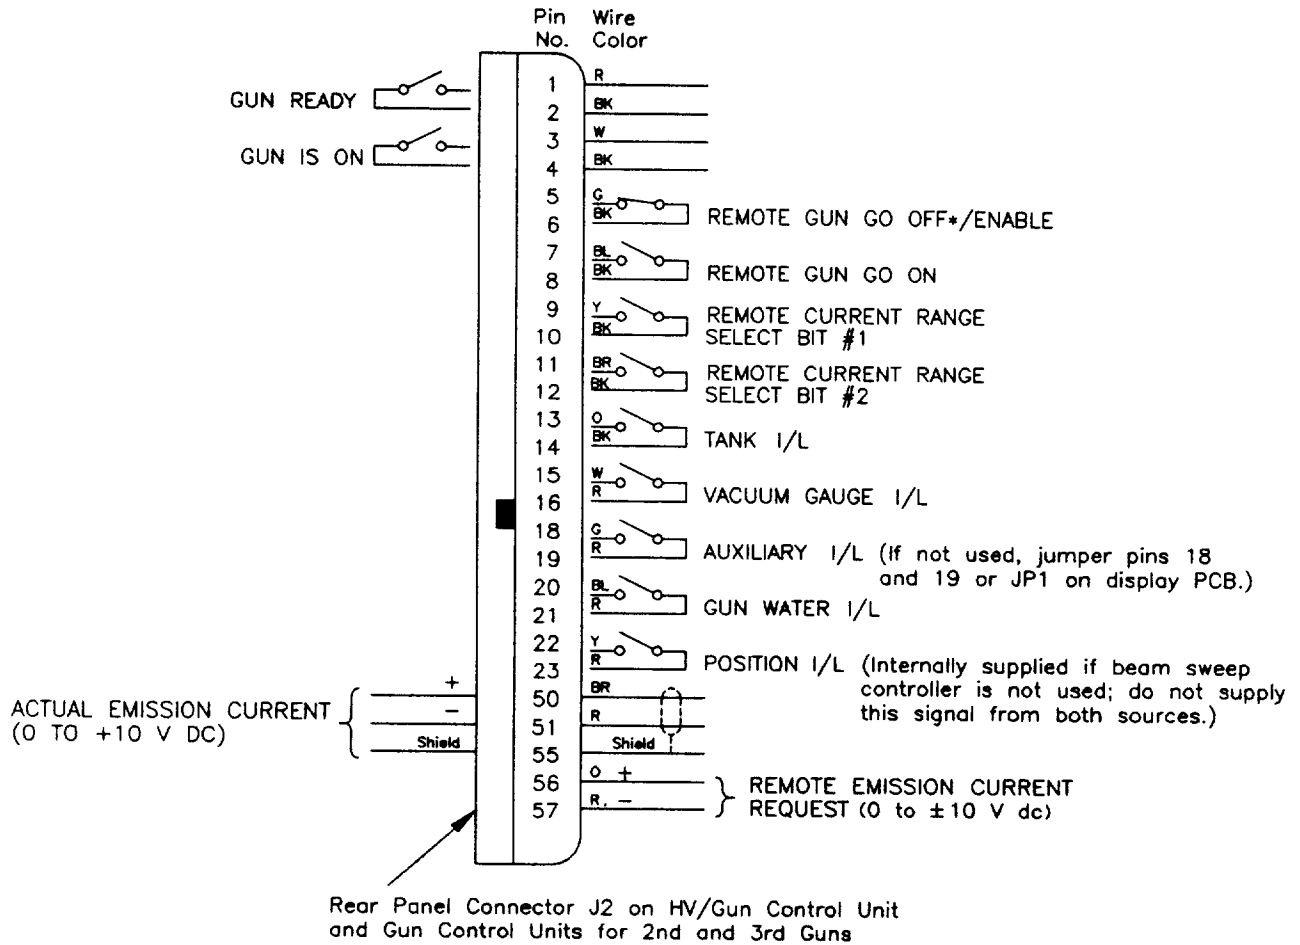 Pin Wire
No. Color
1 R
GUN READY
2 BK
3 W
GUN IS ON
4 BK
5 G
BK
6
REMOTE GUN GO OFF*/ENABLE
7 BL
BK
8
REMOTE GUN GO ON
9 Y
10 BK
REMOTE CURRENT RANGE
SELECT BIT #1
11 BR
12 BK
REMOTE CURRENT RANGE
SELECT BIT #2
13 O
14 BK
TANK I/L
15 W
16 R
VACUUM GAUGE I/L
18 G
19 R
AUXILIARY I/L (If not used, jumper pins 18
and 19 or JP1 on display PCB.)
20 BL
21 R
GUN WATER I/L
22 Y
23 R
POSITION I/L (Internally supplied if beam sweep
controller is not used; do not supply
this signal from both sources.)
+ 50 BR
ACTUAL EMISSION CURRENT
(0 TO +10 V DC)
– 51 R
Shield 55 Shield
56 O +
57 R. –
REMOTE EMISSION CURRENT
REQUEST (0 to ±10 V dc)
Rear Panel Connector J2 on HV/Gun Control Unit
and Gun Control Units for 2nd and 3rd Guns